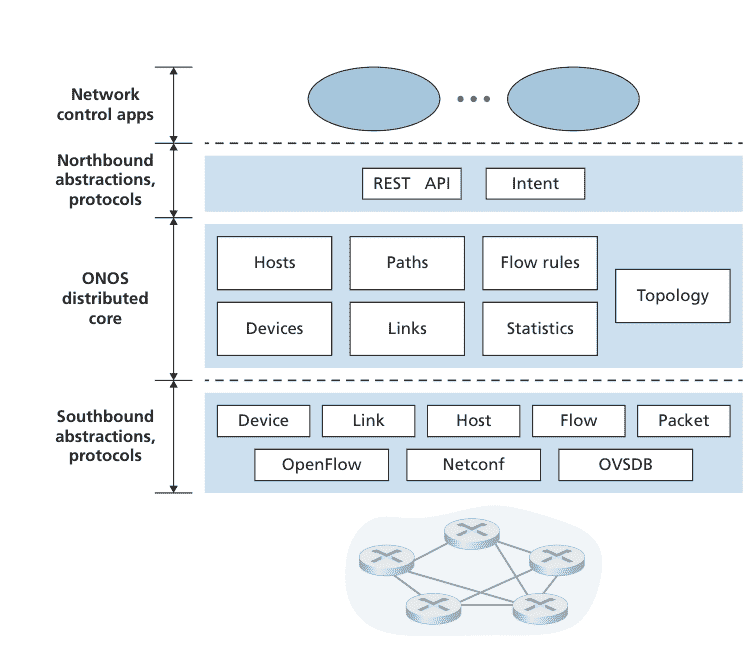 Network
control apps
Northbound
abstractions,
protocols
REST API
Intent
ONOS
distributed
core
Hosts
Paths
Flow rules
Topology
Devices
Links
Statistics
Southbound
abstractions,
protocols
Device
Link
Host
Flow
Packet
OpenFlow
Netconf
OVSDB